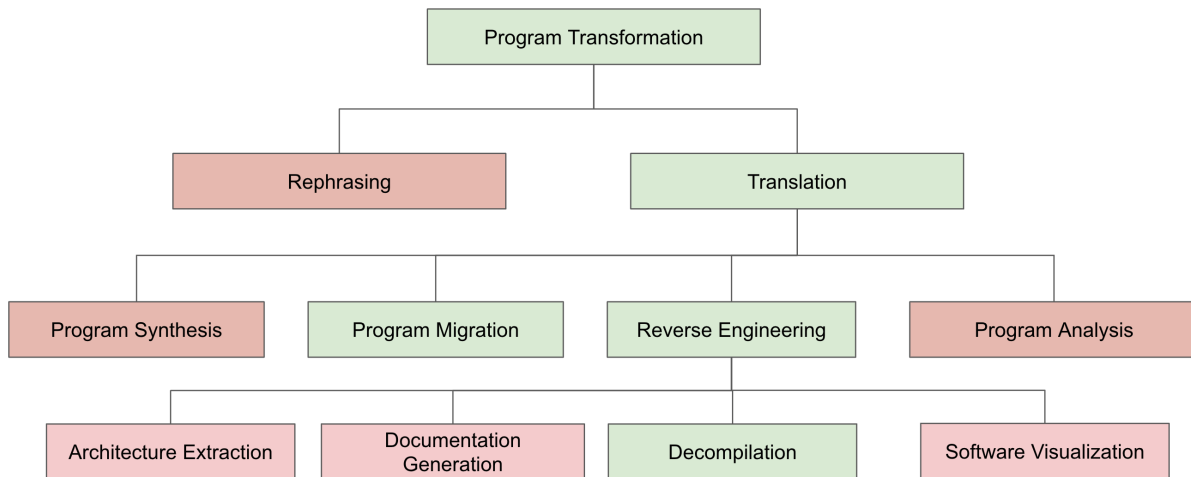 Program Transformation
Rephrasing
Translation
Program Synthesis
Program Migration
Reverse Engineering
Program Analysis
Architecture Extraction
Documentation
Generation
Decompilation
Software Visualization